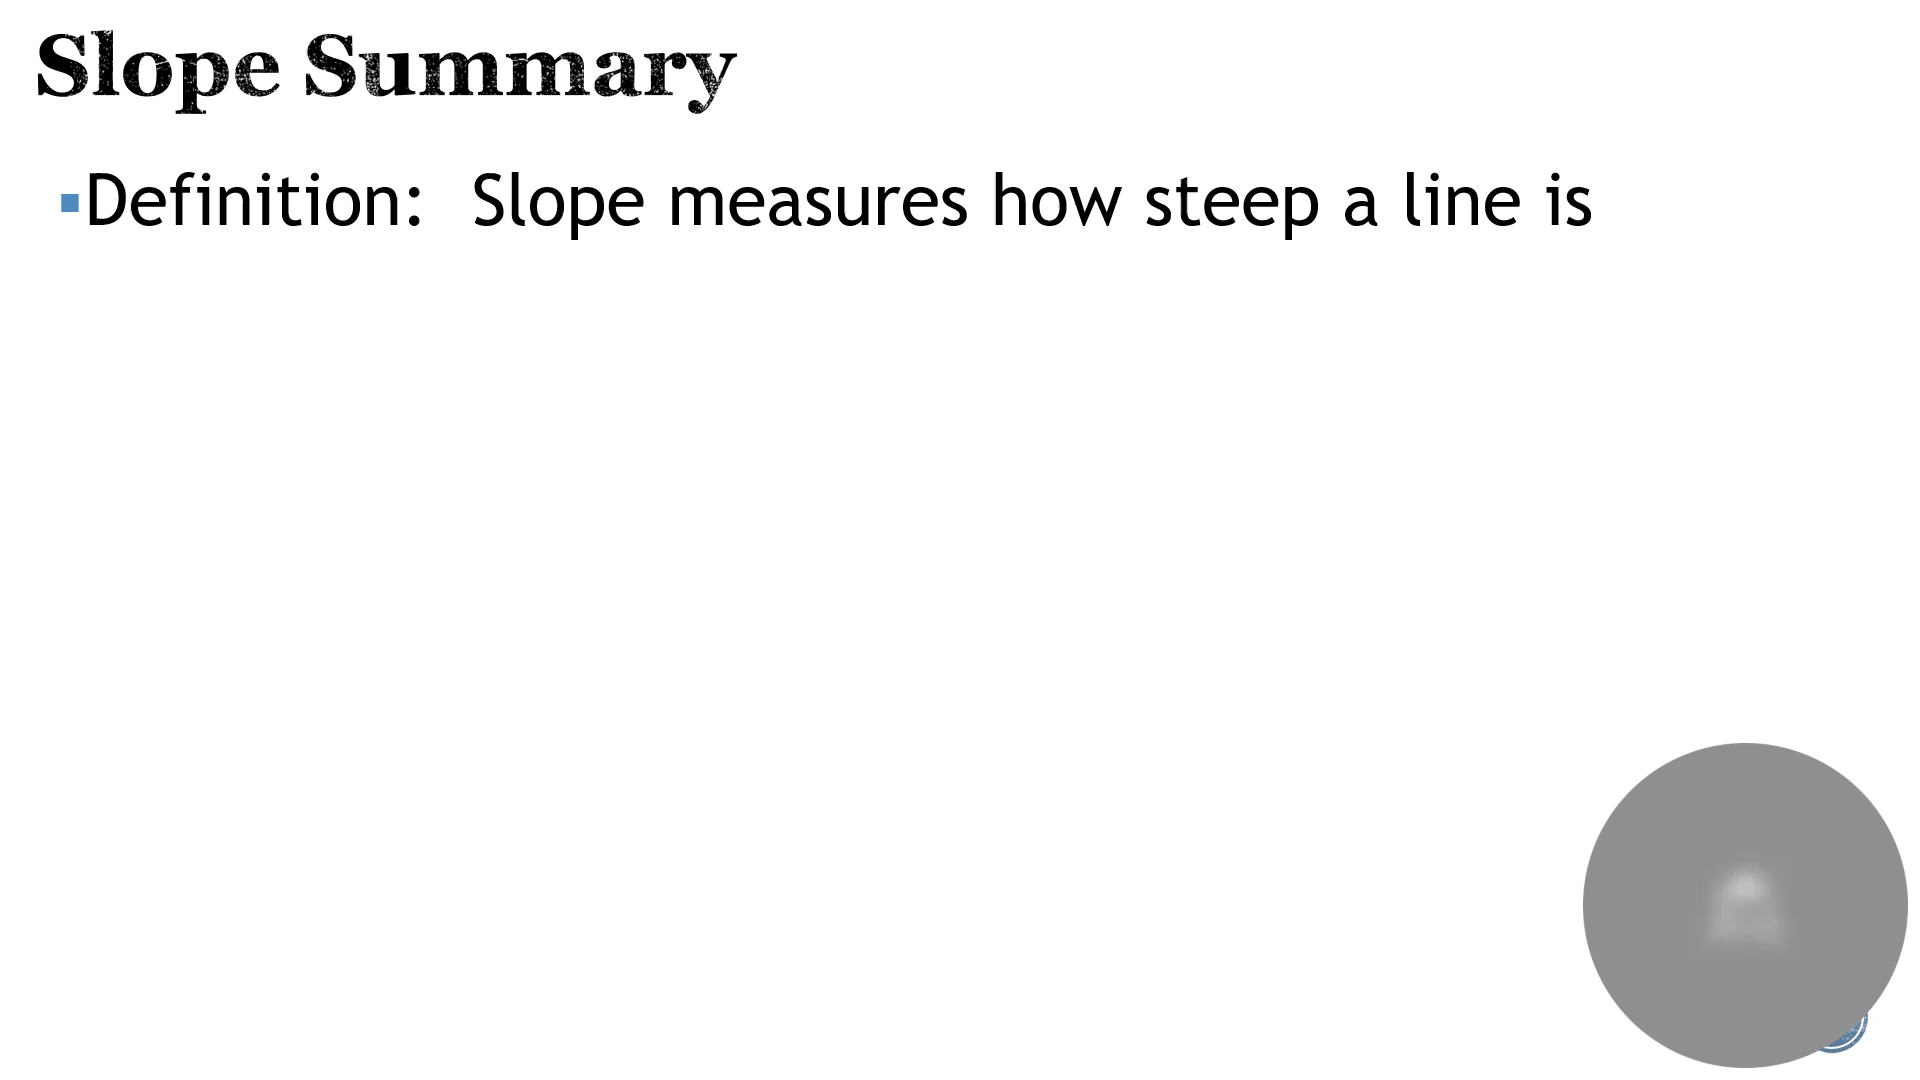 Slope Summary
▪Definition:  Slope measures how steep a line is